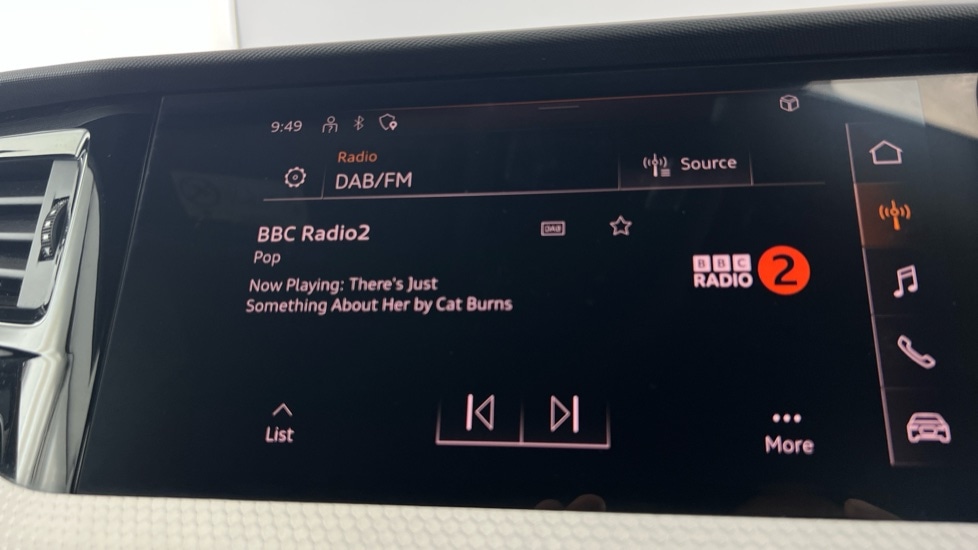 9:49
Radio
DAB/FM
Source
BBC Radio2
DAB
Pop
Now Playing: There's Just
Something About Her by Cat Burns
BBC
RADIO 2
List
More